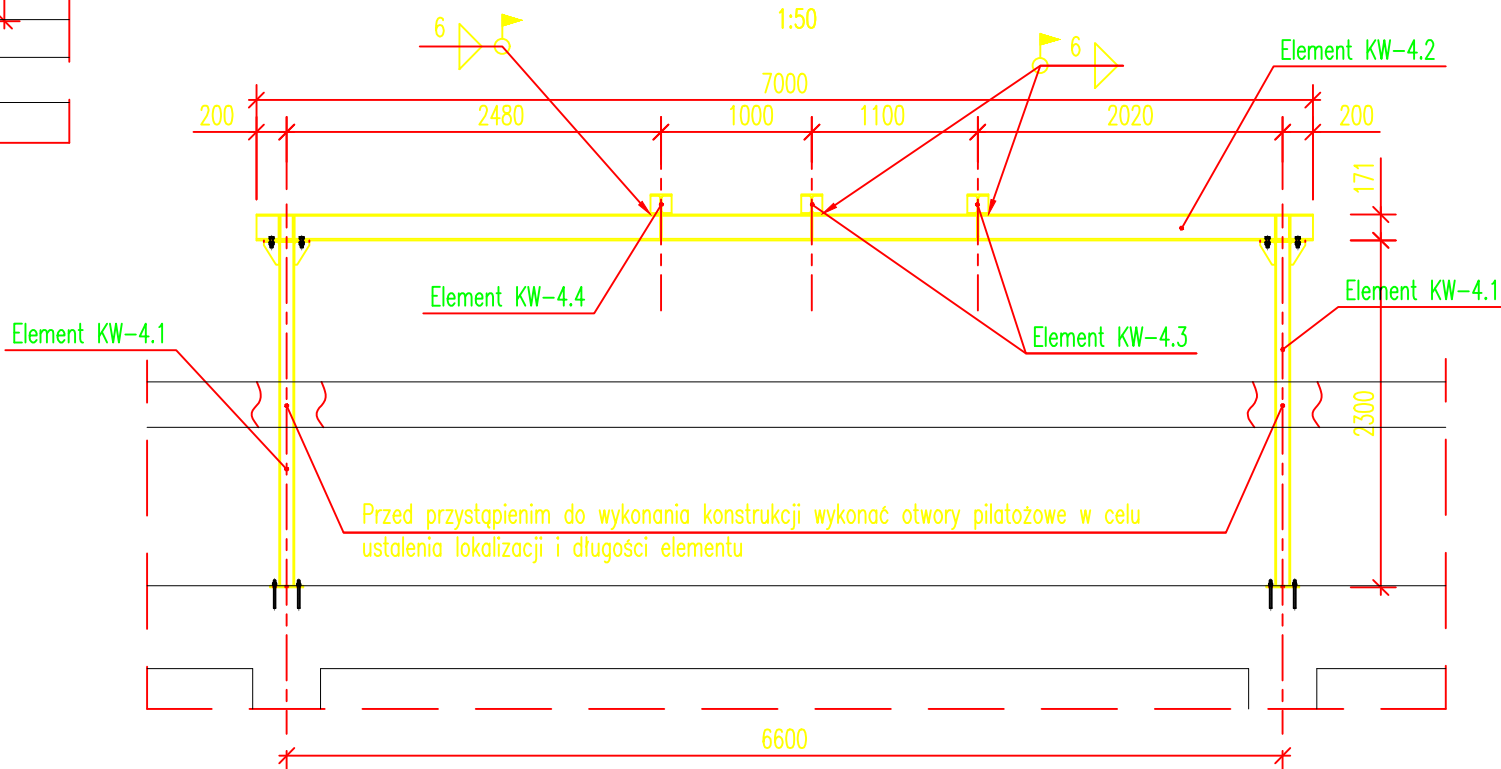 1:50
6
6
Element KW-4.2
7000
200
2480
1000
1100
2020
200
171
Element KW-4.4
Element KW-4.1
Element KW-4.1
Element KW-4.3
2300
Przed przystąpienim do wykonania konstrukcji wykonać otwory pilatożowe w celu
ustalenia lokalizacji i długości elementu
6600